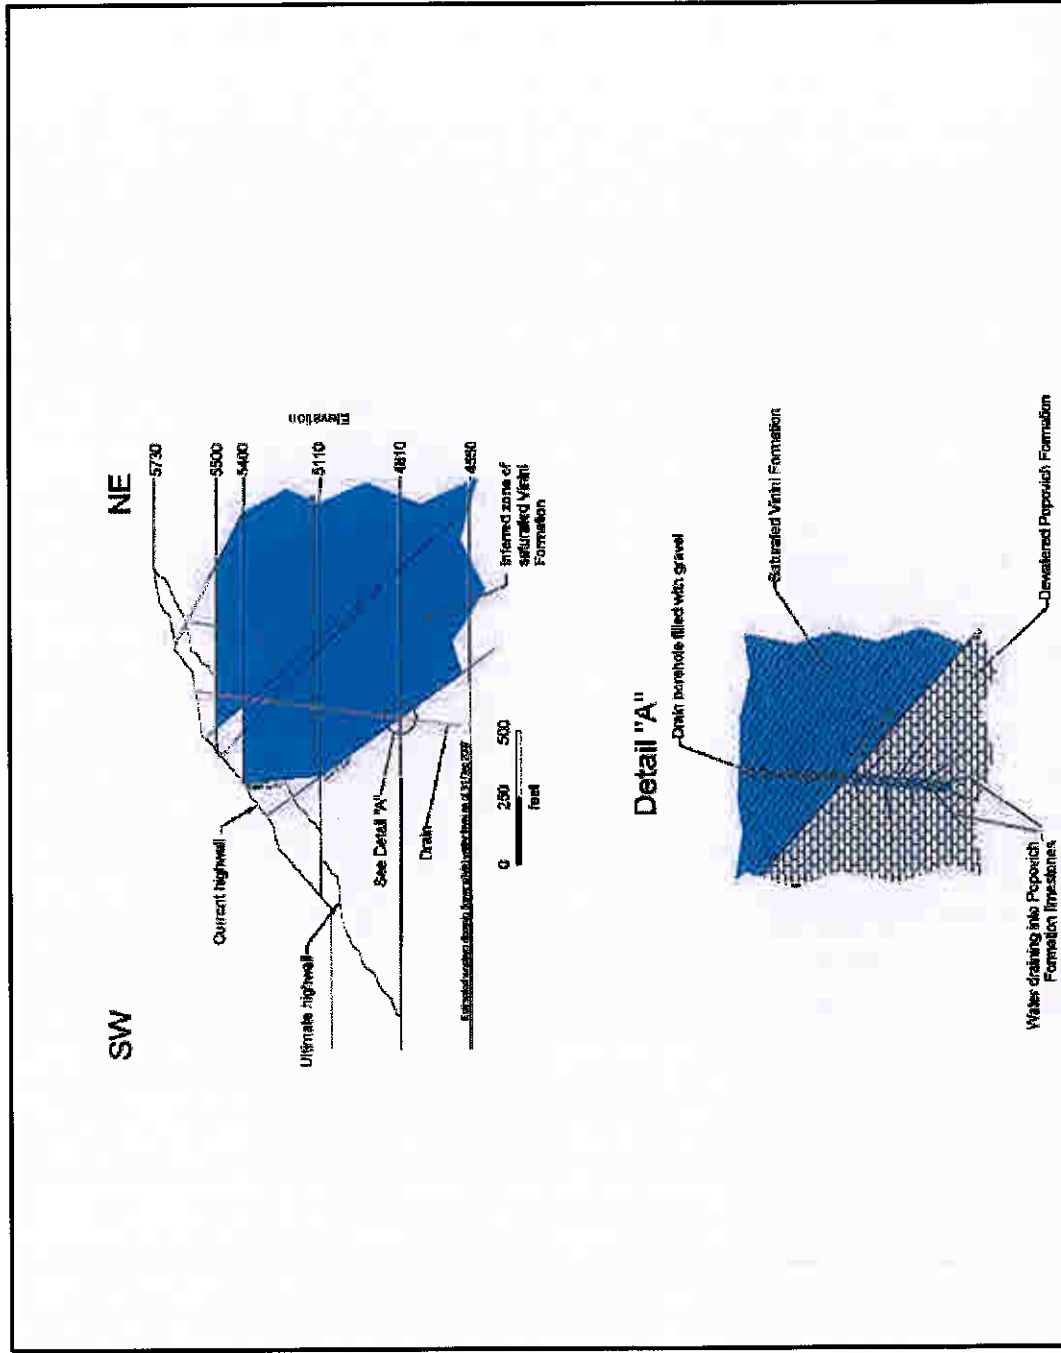 SW
NE
Elevation
5730
5500
5400
5110
4810
Current highwall
Ultimate highwall
See Detail "A"
Drain
Inferred zone of
saturated Vinini
Formation
0 250 500
feet
Detail "A"
Drain borehole filled with gravel
Saturated Vinini Formation
Dewatered Popovich Formation
Water draining into Popovich
Formation limestones